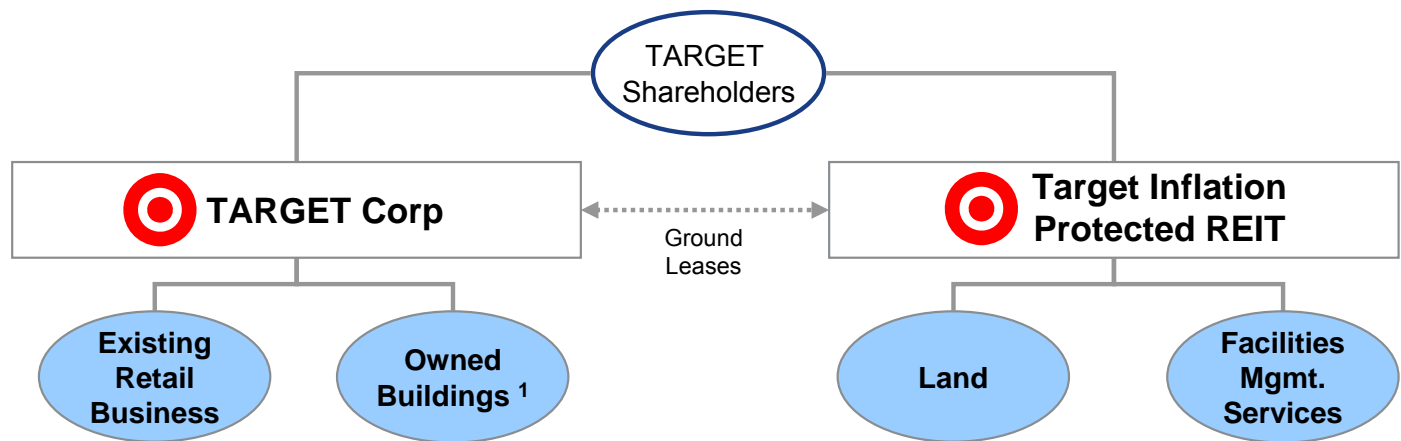 TARGET
Shareholders
TARGET Corp
Target Inflation
Protected REIT
Ground
Leases
Existing
Retail
Business
Owned
Buildings 1
Land
Facilities
Mgmt.
Services